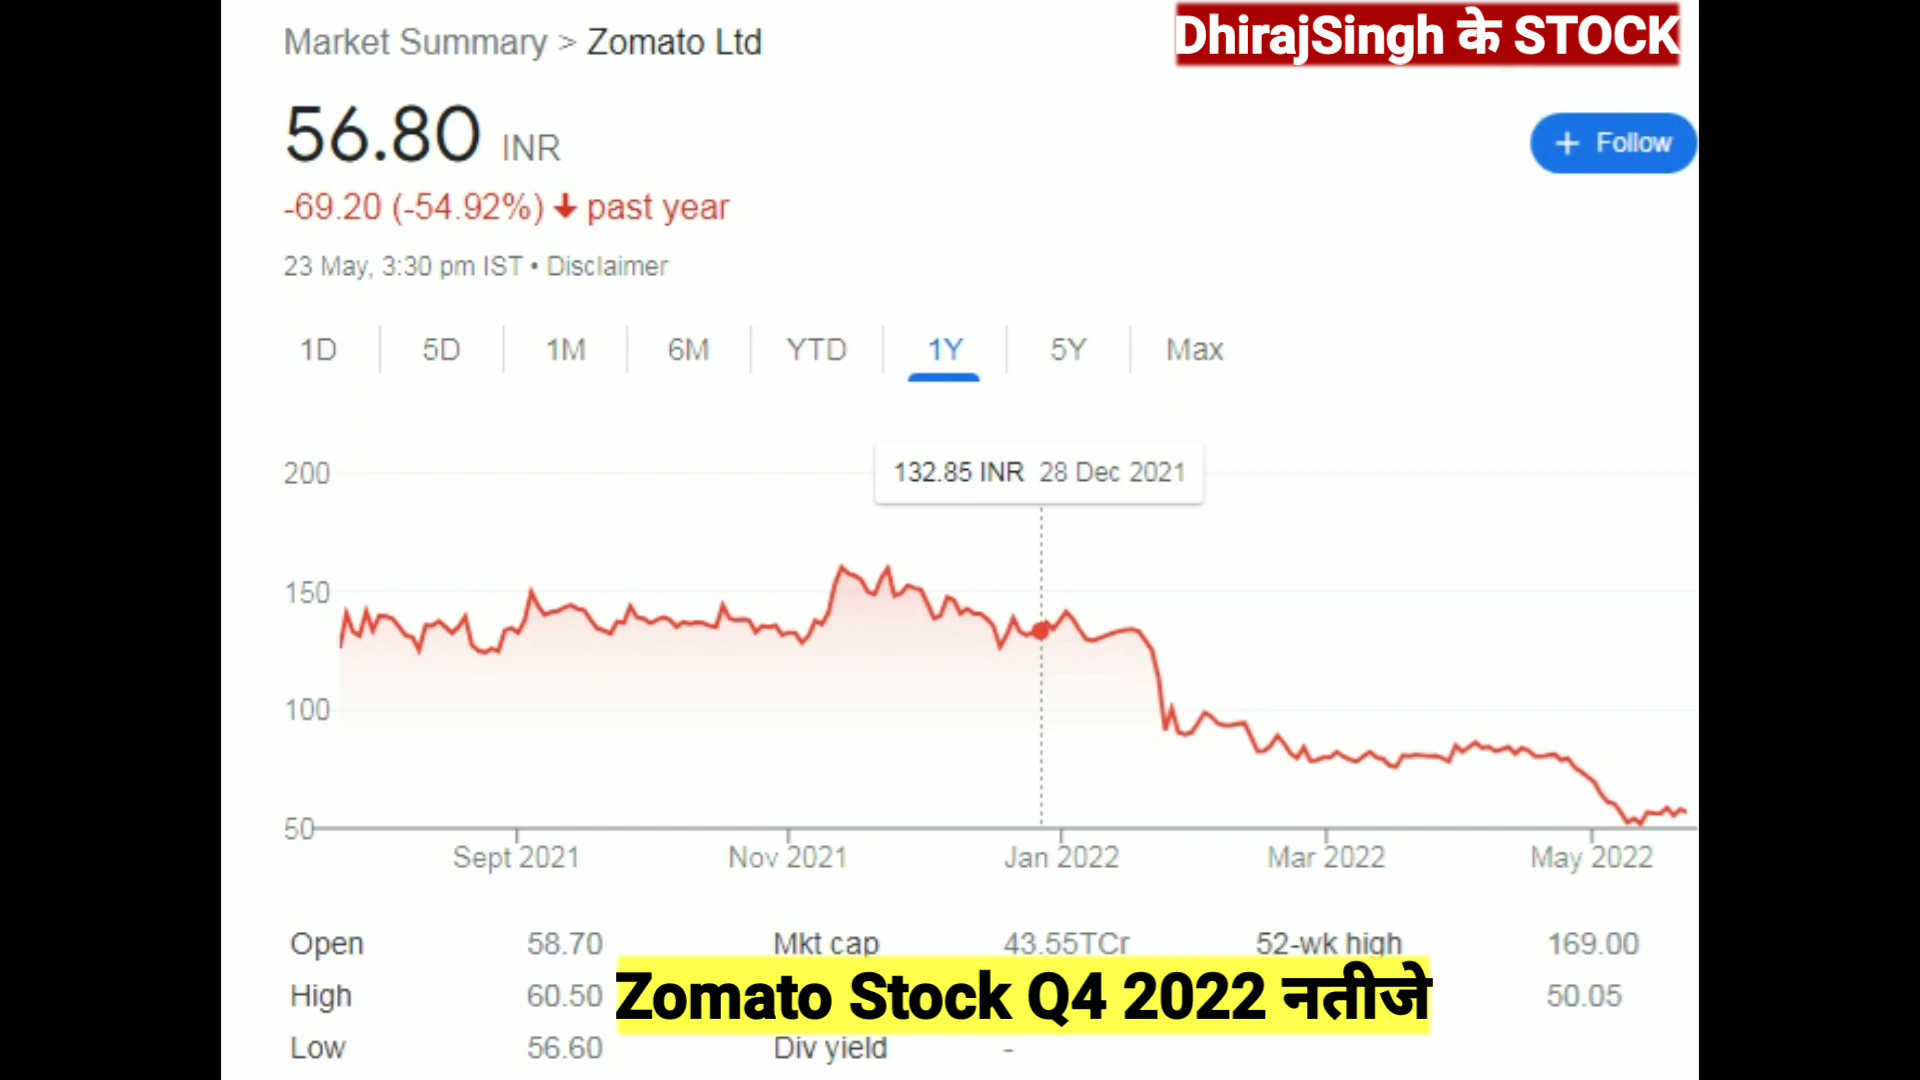 Market Summary > Zomato Ltd
DhirajSingh के STOCK
56.80 INR
+ Follow
-69.20 (-54.92%) ↓ past year
23 May, 3:30 pm IST • Disclaimer
1D 5D 1M 6M YTD 1Y 5Y Max
132.85 INR 28 Dec 2021
200
150
100
50
Sept 2021 Nov 2021 Jan 2022 Mar 2022 May 2022
Open 58.70 Mkt cap 43.55TCr 52-wk high 169.00
High 60.50 50.05
Zomato Stock Q4 2022 नतीजे
Low 56.60 Div yield -